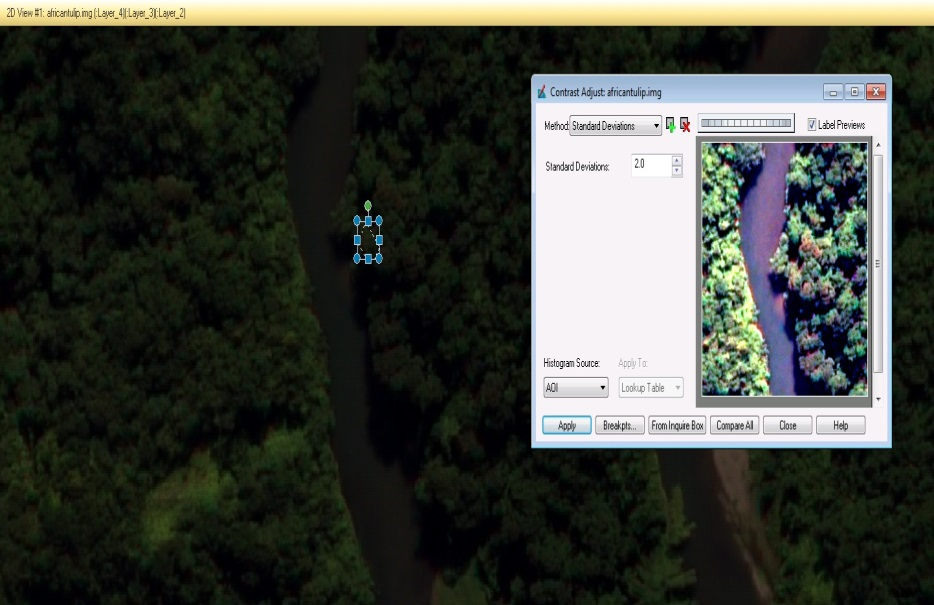 2D View #1: africantulip.img (:Layer_4)(:Layer_3)(:Layer_2)
Contrast Adjust: africantulip.img
Method: Standard Deviations
Label Previews
Standard Deviations: 2.0
Histogram Source: Apply To:
AOI Lookup Table
Apply Breakpts... From Inquire Box Compare All Close Help